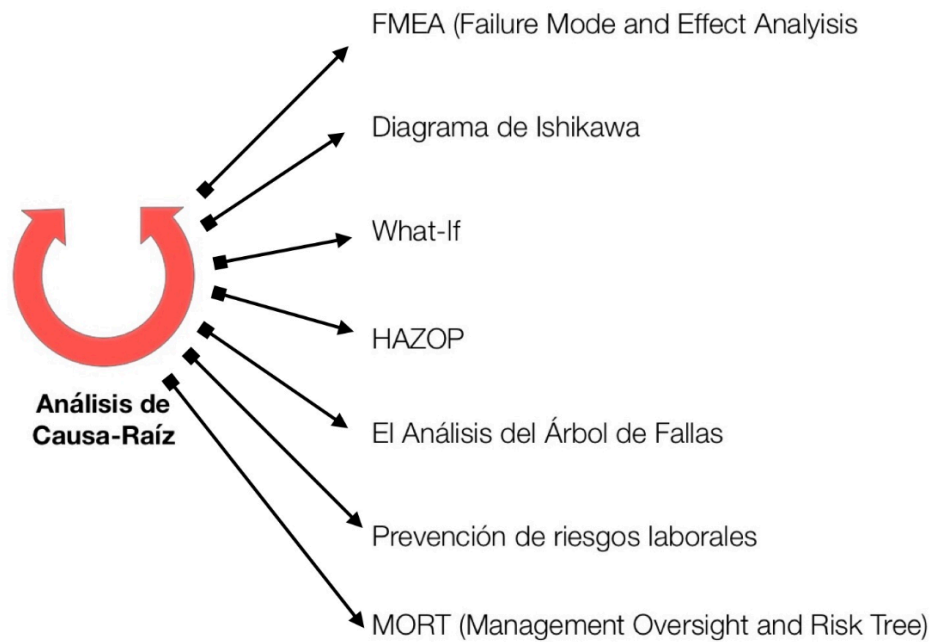 FMEA (Failure Mode and Effect Analyisis
Diagrama de Ishikawa
What-If
HAZOP
Análisis de
Causa-Raíz
El Análisis del Árbol de Fallas
Prevención de riesgos laborales
MORT (Management Oversight and Risk Tree)